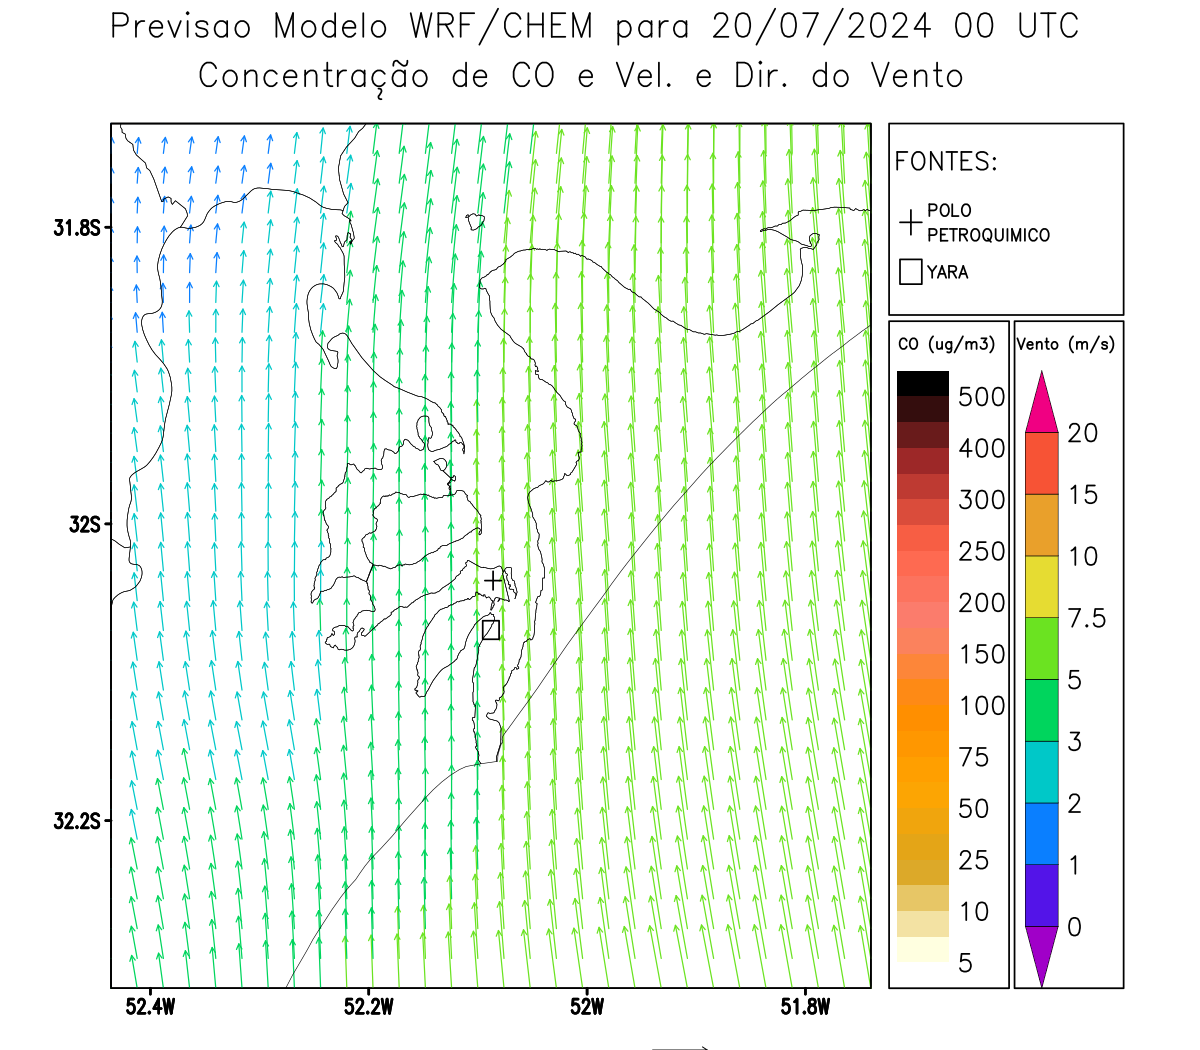 Previsao Modelo WRF/CHEM para 20/07/2024 00 UTC
Concentração de CO e Vel. e Dir. do Vento
FONTES:
POLO
PETROQUIMICO
YARA
31.8S
32S
32.2S
52.4W
52.2W
52W
51.8W
CO (ug/m3)
500
400
300
250
200
150
100
75
50
25
10
5
Vento (m/s)
20
15
10
7.5
5
3
2
1
0